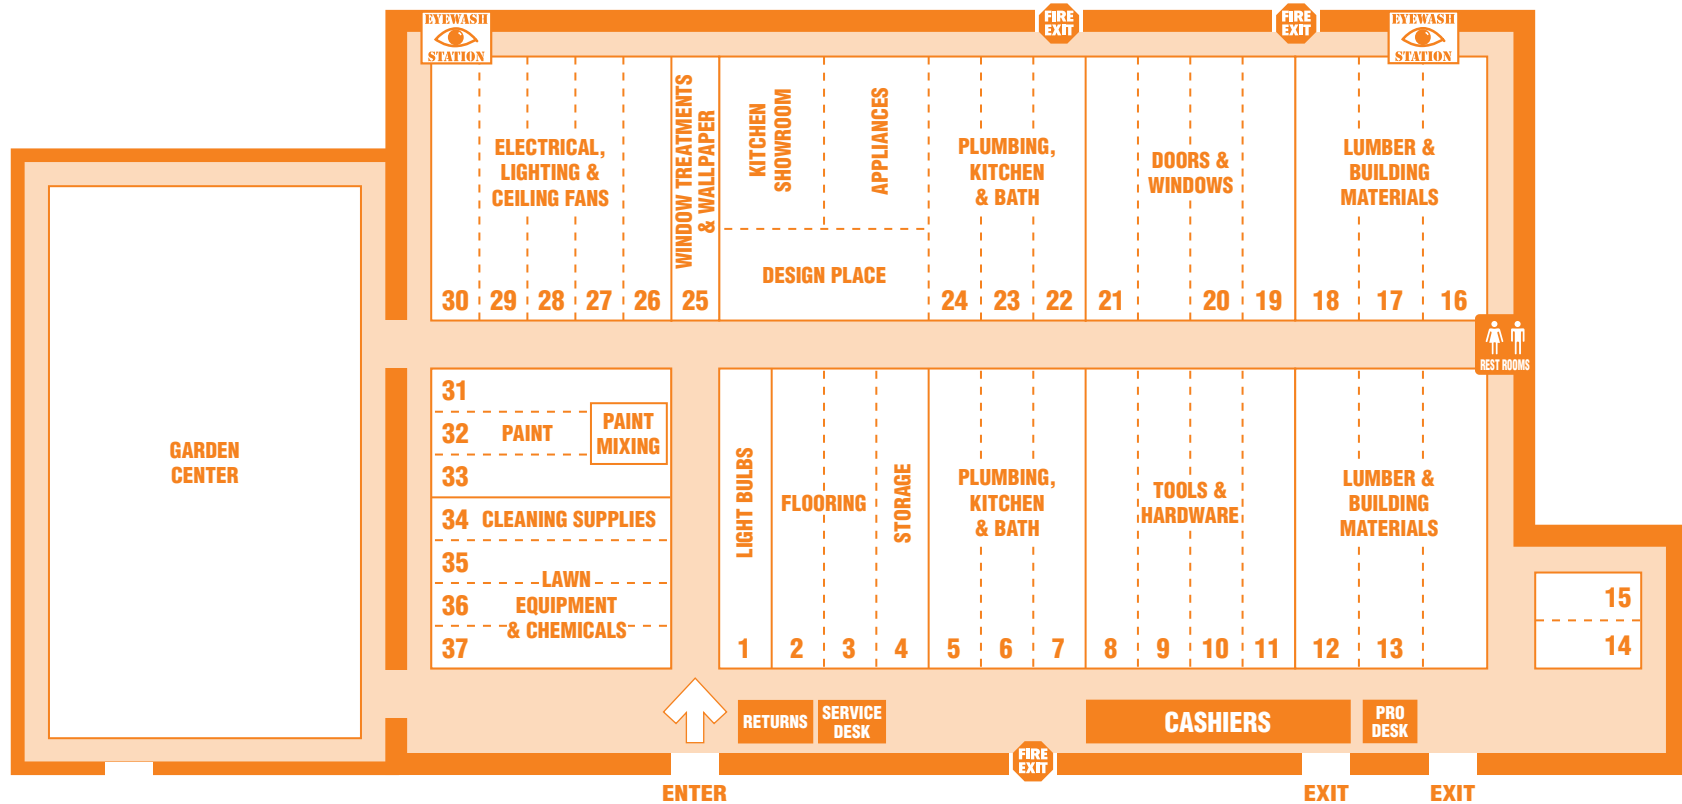 EYEWASH
STATION
FIRE
EXIT
FIRE
EXIT
EYEWASH
STATION
ELECTRICAL,
LIGHTING &
CEILING FANS
WINDOW TREATMENTS
& WALLPAPER
KITCHEN
SHOWROOM
APPLIANCES
DESIGN PLACE
PLUMBING,
KITCHEN
& BATH
DOORS &
WINDOWS
LUMBER &
BUILDING
MATERIALS
30 29 28 27 26 25 24 23 22 21 20 19 18 17 16
REST ROOMS
GARDEN
CENTER
31
32 PAINT
PAINT
MIXING
33
34 CLEANING SUPPLIES
35
LAWN
36 EQUIPMENT
& CHEMICALS
37
LIGHT BULBS
FLOORING
STORAGE
PLUMBING,
KITCHEN
& BATH
TOOLS &
HARDWARE
LUMBER &
BUILDING
MATERIALS
1 2 3 4 5 6 7 8 9 10 11 12 13
15
14
RETURNS
SERVICE
DESK
CASHIERS
PRO
DESK
FIRE
EXIT
ENTER
EXIT
EXIT